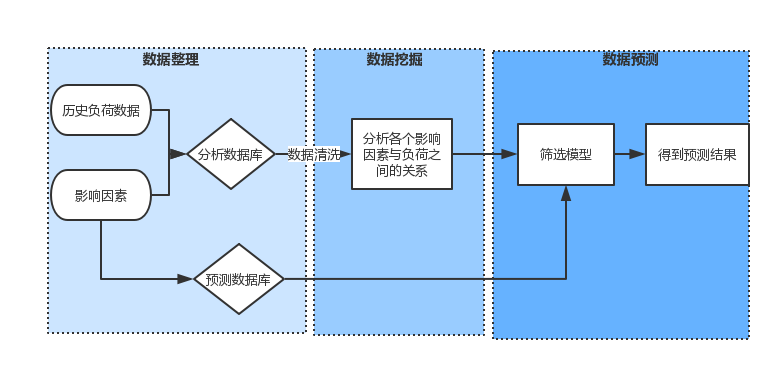 数据整理
数据挖掘
数据预测
历史负荷数据
影响因素
分析数据库
数据清洗
分析各个影响
因素与负荷之
间的关系
筛选模型
得到预测结果
预测数据库